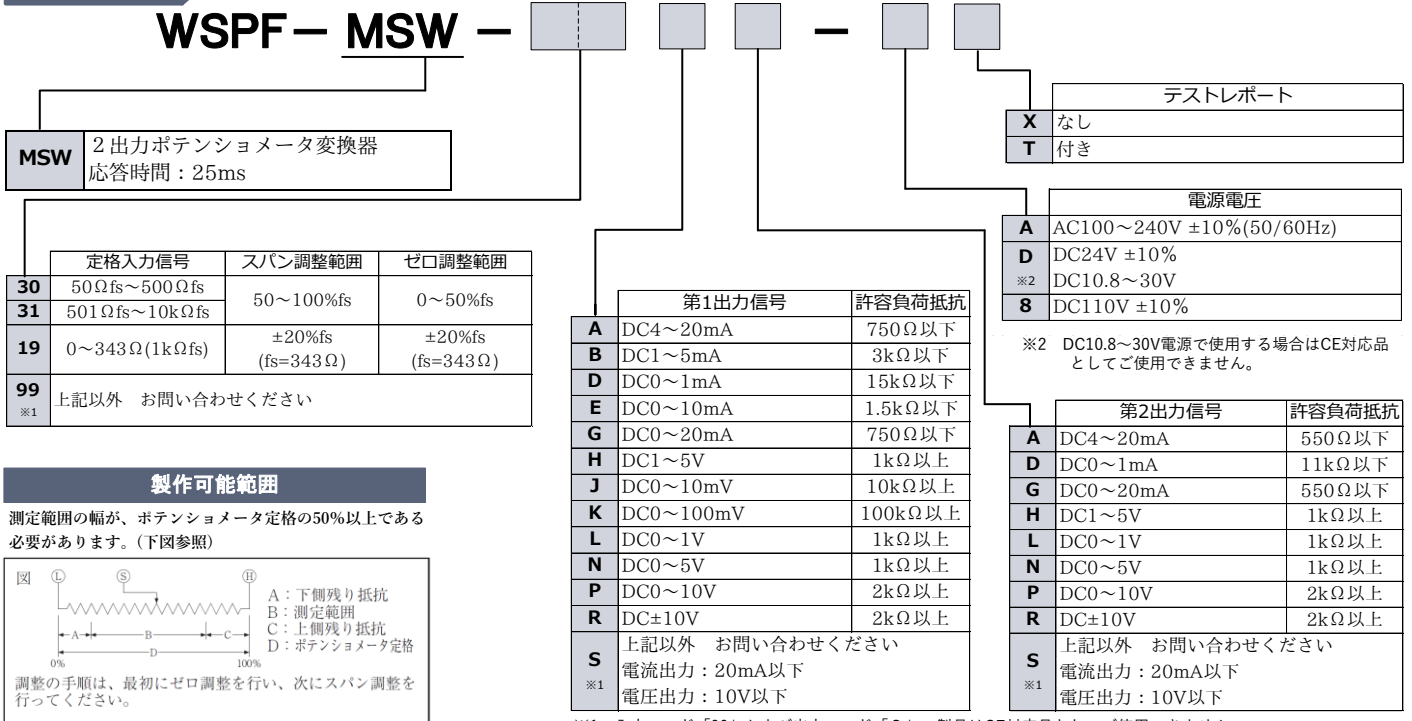 WSPF－ MSW －　　　　　－
MSW
２出力ポテンショメータ変換器
応答時間：25ms
定格入力信号　スパン調整範囲　ゼロ調整範囲
30　50Ωfs～500Ωfs　50～100%fs　0～50%fs
31　501Ωfs～10kΩfs
19　0～343Ω(1kΩfs)　±20%fs　±20%fs
(fs=343Ω)　(fs=343Ω)
99　上記以外　お問い合わせください
※1
製作可能範囲
測定範囲の幅が、ポテンショメータ定格の50%以上である
必要があります。(下図参照)
図　Ⓛ　Ⓢ　Ⓗ
A：下側残り抵抗
B：測定範囲
C：上側残り抵抗
D：ポテンショメータ定格
A　B　C
D
0%　100%
調整の手順は、最初にゼロ調整を行い、次にスパン調整を
行ってください。
第1出力信号　許容負荷抵抗
A　DC4～20mA　750Ω以下
B　DC1～5mA　3kΩ以下
D　DC0～1mA　15kΩ以下
E　DC0～10mA　1.5kΩ以下
G　DC0～20mA　750Ω以下
H　DC1～5V　1kΩ以上
J　DC0～10mV　10kΩ以上
K　DC0～100mV　100kΩ以上
L　DC0～1V　1kΩ以上
N　DC0～5V　1kΩ以上
P　DC0～10V　2kΩ以上
R　DC±10V　2kΩ以上
S　上記以外　お問い合わせください
※1　電流出力：20mA以下
電圧出力：10V以下
テストレポート
X　なし
T　付き
電源電圧
A　AC100～240V ±10%(50/60Hz)
D　DC24V ±10%
※2　DC10.8～30V
8　DC110V ±10%
※2　DC10.8～30V電源で使用する場合はCE対応品
としてご使用できません。
第2出力信号　許容負荷抵抗
A　DC4～20mA　550Ω以下
D　DC0～1mA　11kΩ以下
G　DC0～20mA　550Ω以下
H　DC1～5V　1kΩ以上
L　DC0～1V　1kΩ以上
N　DC0～5V　1kΩ以上
P　DC0～10V　2kΩ以上
R　DC±10V　2kΩ以上
S　上記以外　お問い合わせください
※1　電流出力：20mA以下
電圧出力：10V以下